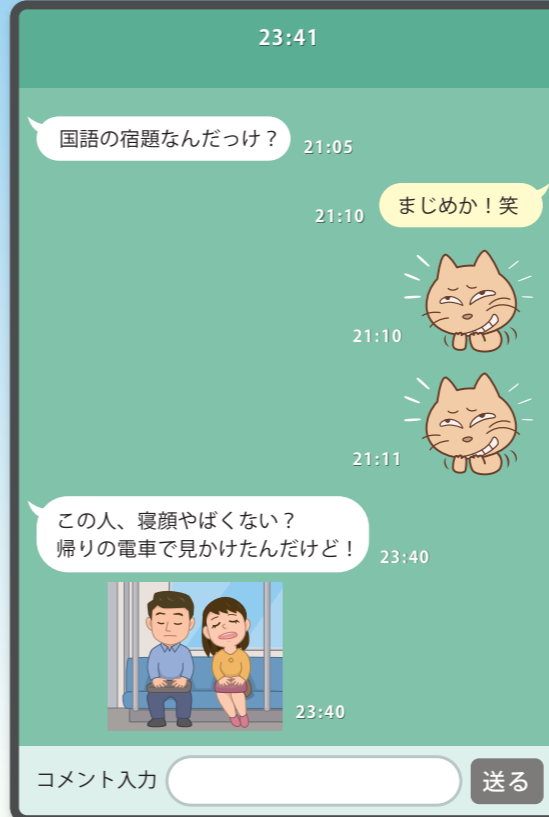 23:41
国語の宿題なんだっけ？
21:05
まじめか！笑
21:10
21:10
21:11
この人、寝顔やばくない？
帰りの電車で見かけたんだけど！
23:40
23:40
コメント入力
送る